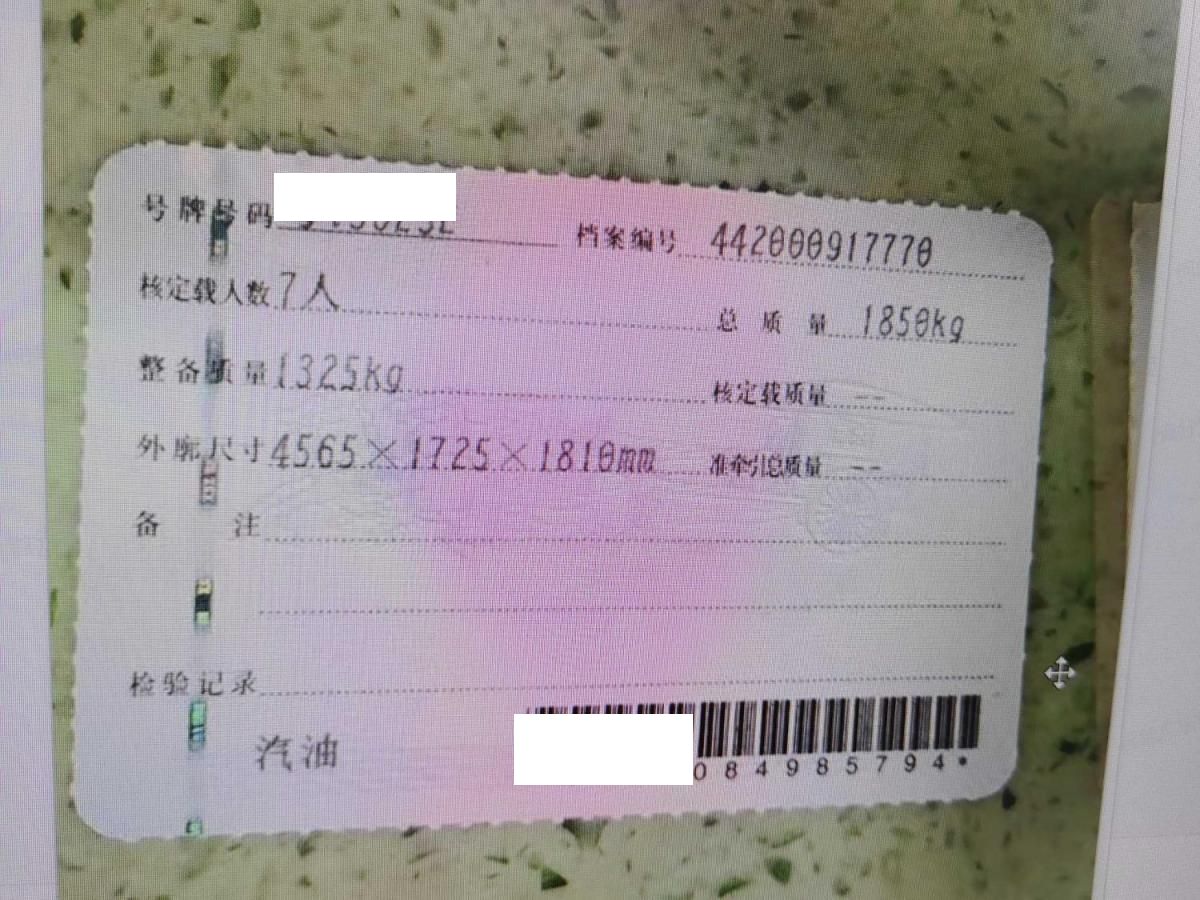 号牌号码
档案编号 442000917770
核定载人数 7人
总质量 1850kg
整备质量 1325kg
核定载质量 --
外廓尺寸 4565×1725×1810mm
准牵引总质量 --
备注
检验记录
汽油
084985794*